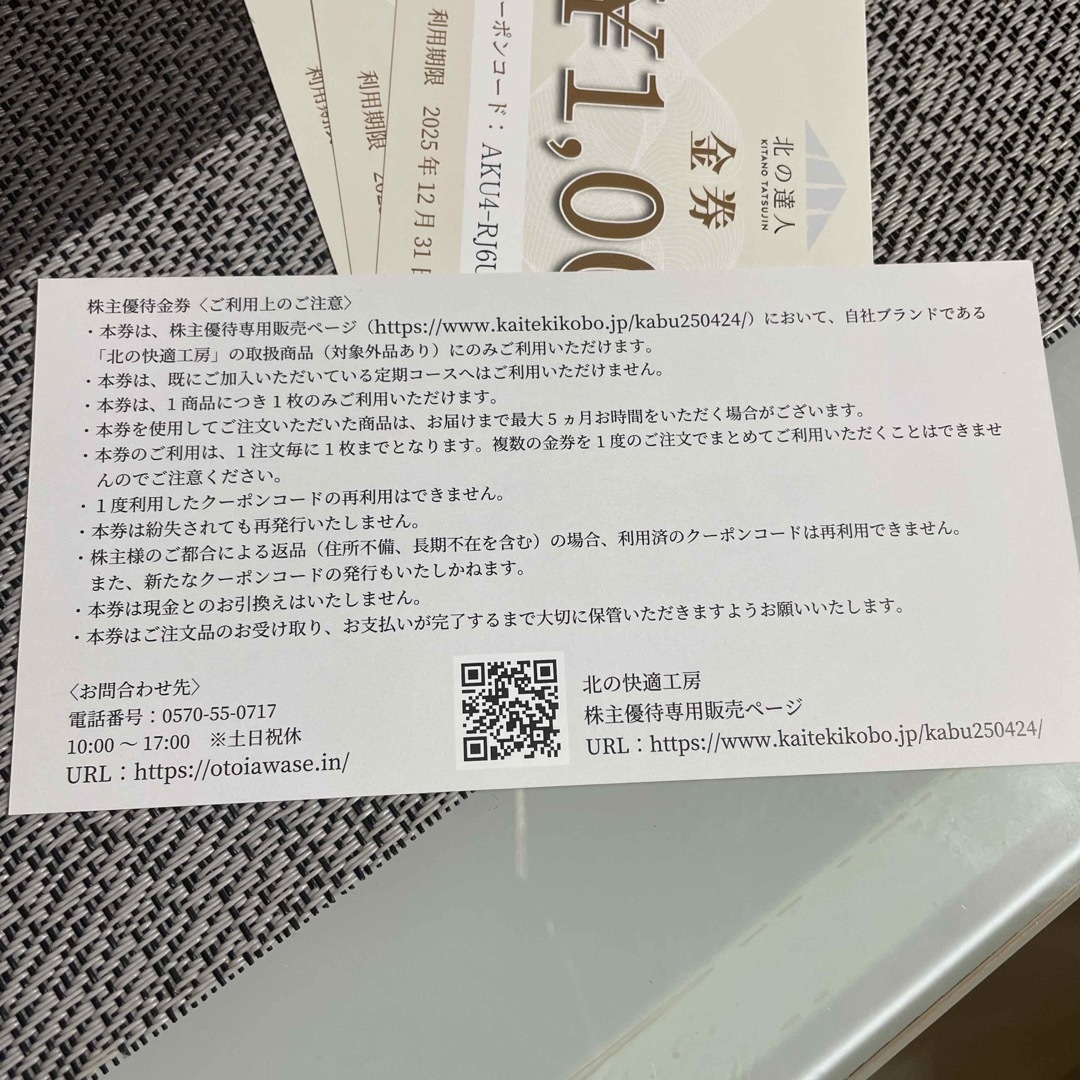 北の達人
KITANO TATSUJIN
金券
¥1,0
ーポンコード：AKU4-RJ6U
利用期限 2025年12月31日
利用期限 202
利用期限
株主優待金券〈ご利用上のご注意〉
・本券は、株主優待専用販売ページ（https://www.kaitekikobo.jp/kabu250424/）において、自社ブランドである
「北の快適工房」の取扱商品（対象外品あり）にのみご利用いただけます。
・本券は、既にご加入いただいている定期コースへはご利用いただけません。
・本券は、１商品につき１枚のみご利用いただけます。
・本券を使用してご注文いただいた商品は、お届けまで最大５ヵ月お時間をいただく場合がございます。
・本券のご利用は、１注文毎に１枚までとなります。複数の金券を１度のご注文でまとめてご利用いただくことはできませ
んのでご注意ください。
・１度利用したクーポンコードの再利用はできません。
・本券は紛失されても再発行いたしません。
・株主様のご都合による返品（住所不備、長期不在を含む）の場合、利用済のクーポンコードは再利用できません。
また、新たなクーポンコードの発行もいたしかねます。
・本券は現金とのお引換えはいたしません。
・本券はご注文品のお受け取り、お支払いが完了するまで大切に保管いただきますようお願いいたします。
〈お問合わせ先〉
電話番号：0570-55-0717
10:00 ～ 17:00 ※土日祝休
URL：https://otoiawase.in/
北の快適工房
株主優待専用販売ページ
URL：https://www.kaitekikobo.jp/kabu250424/